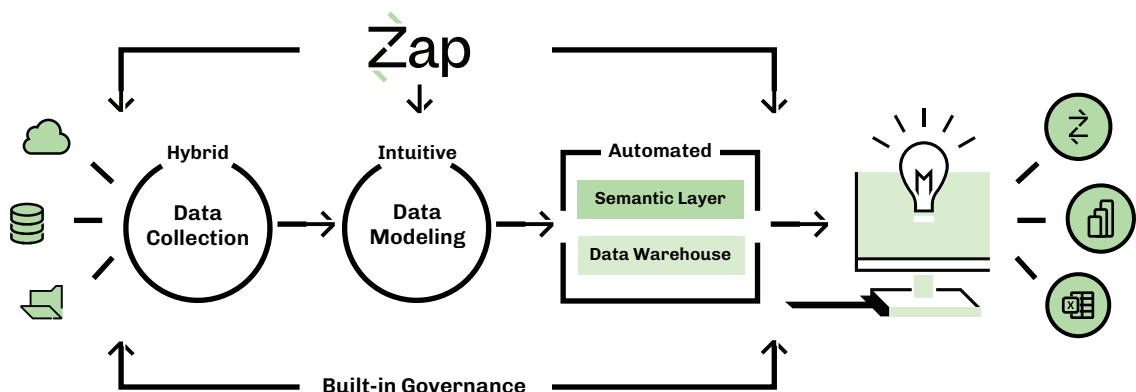 Zap
Hybrid
Data
Collection
Intuitive
Data
Modeling
Automated
Semantic Layer
Data Warehouse
X
Built-in Governance